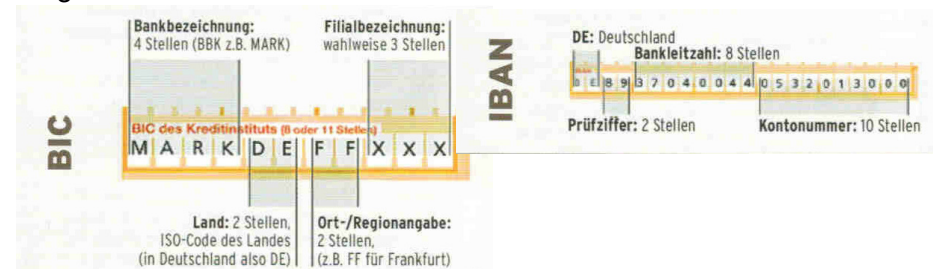 BIC
Bankbezeichnung:
4 Stellen (BBK z.B. MARK)
Filialbezeichnung:
wahlweise 3 Stellen
BIC des Kreditinstituts (8 oder 11 Stellen)
M A R K D E F F X X X
Land: 2 Stellen,
ISO-Code des Landes
(in Deutschland also DE)
Ort-/Regionangabe:
2 Stellen,
(z.B. FF für Frankfurt)
IBAN
DE: Deutschland
Bankleitzahl: 8 Stellen
D E 8 9 3 7 0 4 0 0 4 4 0 5 3 2 0 1 3 0 0 0
Prüfziffer: 2 Stellen
Kontonummer: 10 Stellen